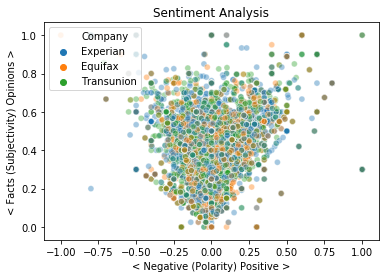 Sentiment Analysis
Company
Experian
Equifax
Transunion
< Facts (Subjectivity) Opinions >
1.0
0.8
0.6
0.4
0.2
0.0
−1.00 −0.75 −0.50 −0.25 0.00 0.25 0.50 0.75 1.00
< Negative (Polarity) Positive >